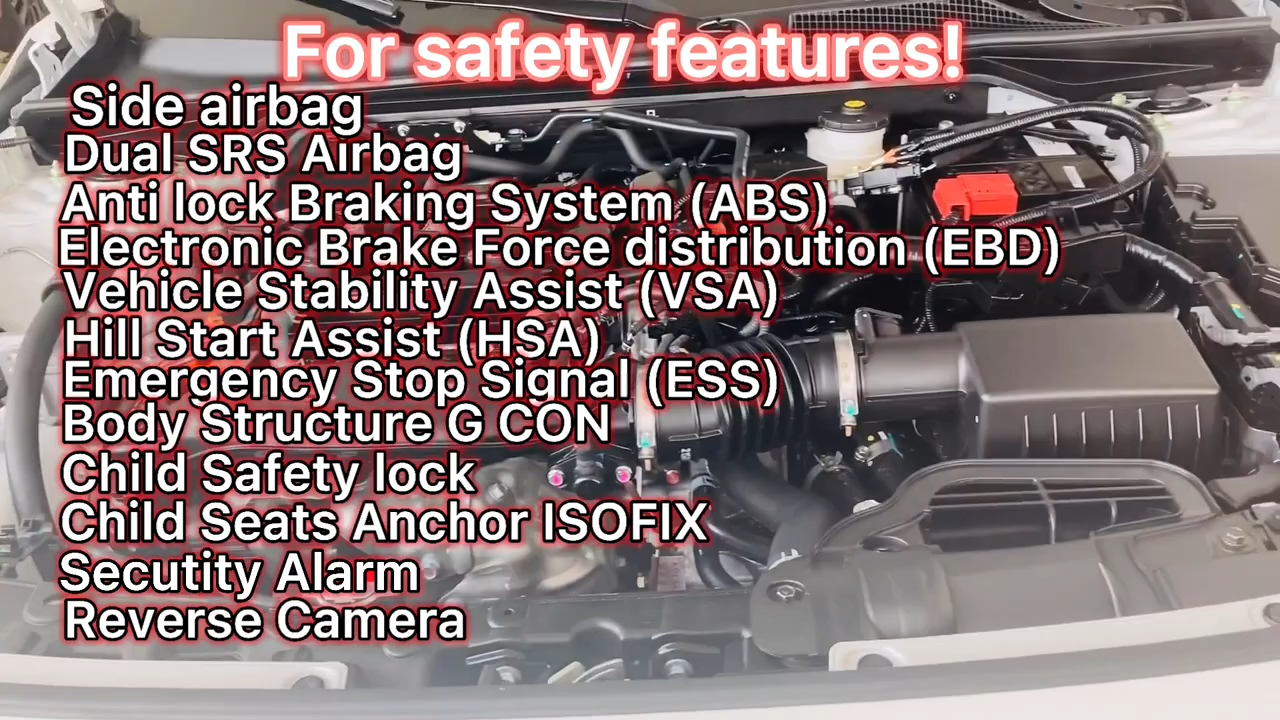 For safety features!
Side airbag
Dual SRS Airbag
Anti lock Braking System (ABS)
Electronic Brake Force distribution (EBD)
Vehicle Stability Assist (VSA)
Hill Start Assist (HSA)
Emergency Stop Signal (ESS)
Body Structure G CON
Child Safety lock
Child Seats Anchor ISOFIX
Secutity Alarm
Reverse Camera